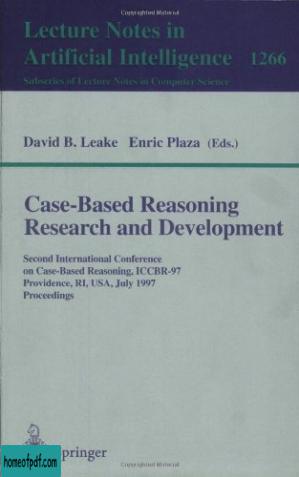 Lecture Notes in
Artificial Intelligence 1266
Subseries of Lecture Notes in Computer Science
David B. Leake Enric Plaza (Eds.)
Case-Based Reasoning
Research and Development
Second International Conference
on Case-Based Reasoning, ICCBR-97
Providence, RI, USA, July 1997
Proceedings
Springer
homeofpdf.com